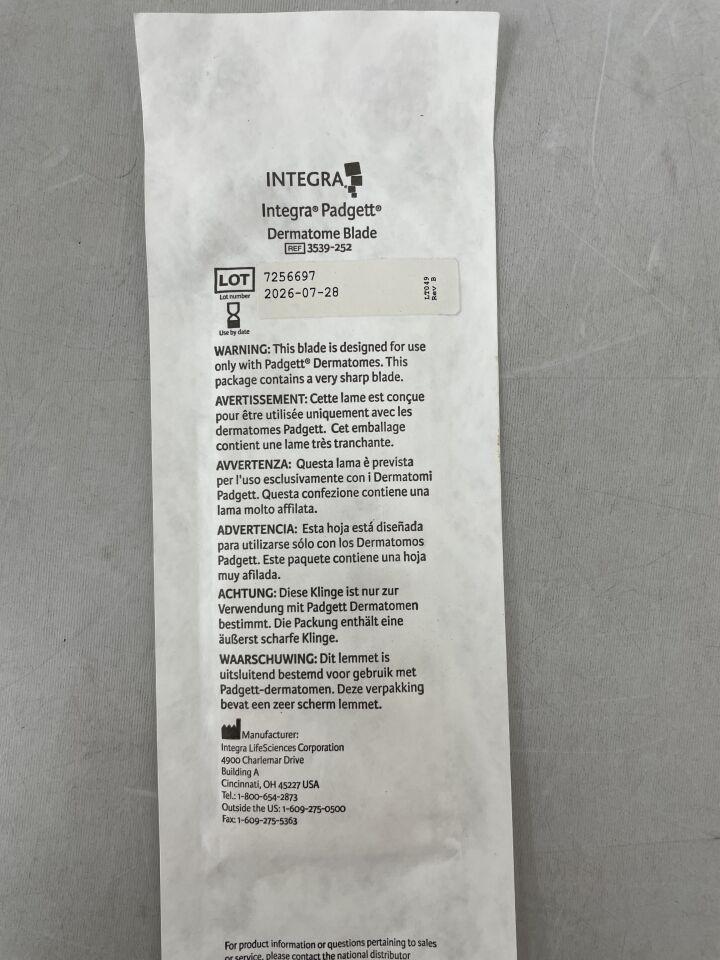 INTEGRA
Integra® Padgett®
Dermatome Blade
REF 3539-252
LOT 7256697
Lot number 2026-07-28
LT049
Rev B
Use by date
WARNING: This blade is designed for use
only with Padgett® Dermatomes. This
package contains a very sharp blade.
AVERTISSEMENT: Cette lame est conçue
pour être utilisée uniquement avec les
dermatomes Padgett. Cet emballage
contient une lame très tranchante.
AVVERTENZA: Questa lama è prevista
per l'uso esclusivamente con i Dermatomi
Padgett. Questa confezione contiene una
lama molto affilata.
ADVERTENCIA: Esta hoja está diseñada
para utilizarse sólo con los Dermatomos
Padgett. Este paquete contiene una hoja
muy afilada.
ACHTUNG: Diese Klinge ist nur zur
Verwendung mit Padgett Dermatomen
bestimmt. Die Packung enthält eine
äußerst scharfe Klinge.
WAARSCHUWING: Dit lemmet is
uitsluitend bestemd voor gebruik met
Padgett-dermatomen. Deze verpakking
bevat een zeer scherm lemmet.
Manufacturer:
Integra LifeSciences Corporation
4900 Charlemar Drive
Building A
Cincinnati, OH 45227 USA
Tel.: 1-800-654-2873
Outside the US: 1-609-275-0500
Fax: 1-609-275-5363
For product information or questions pertaining to sales
or service, please contact the national distributor